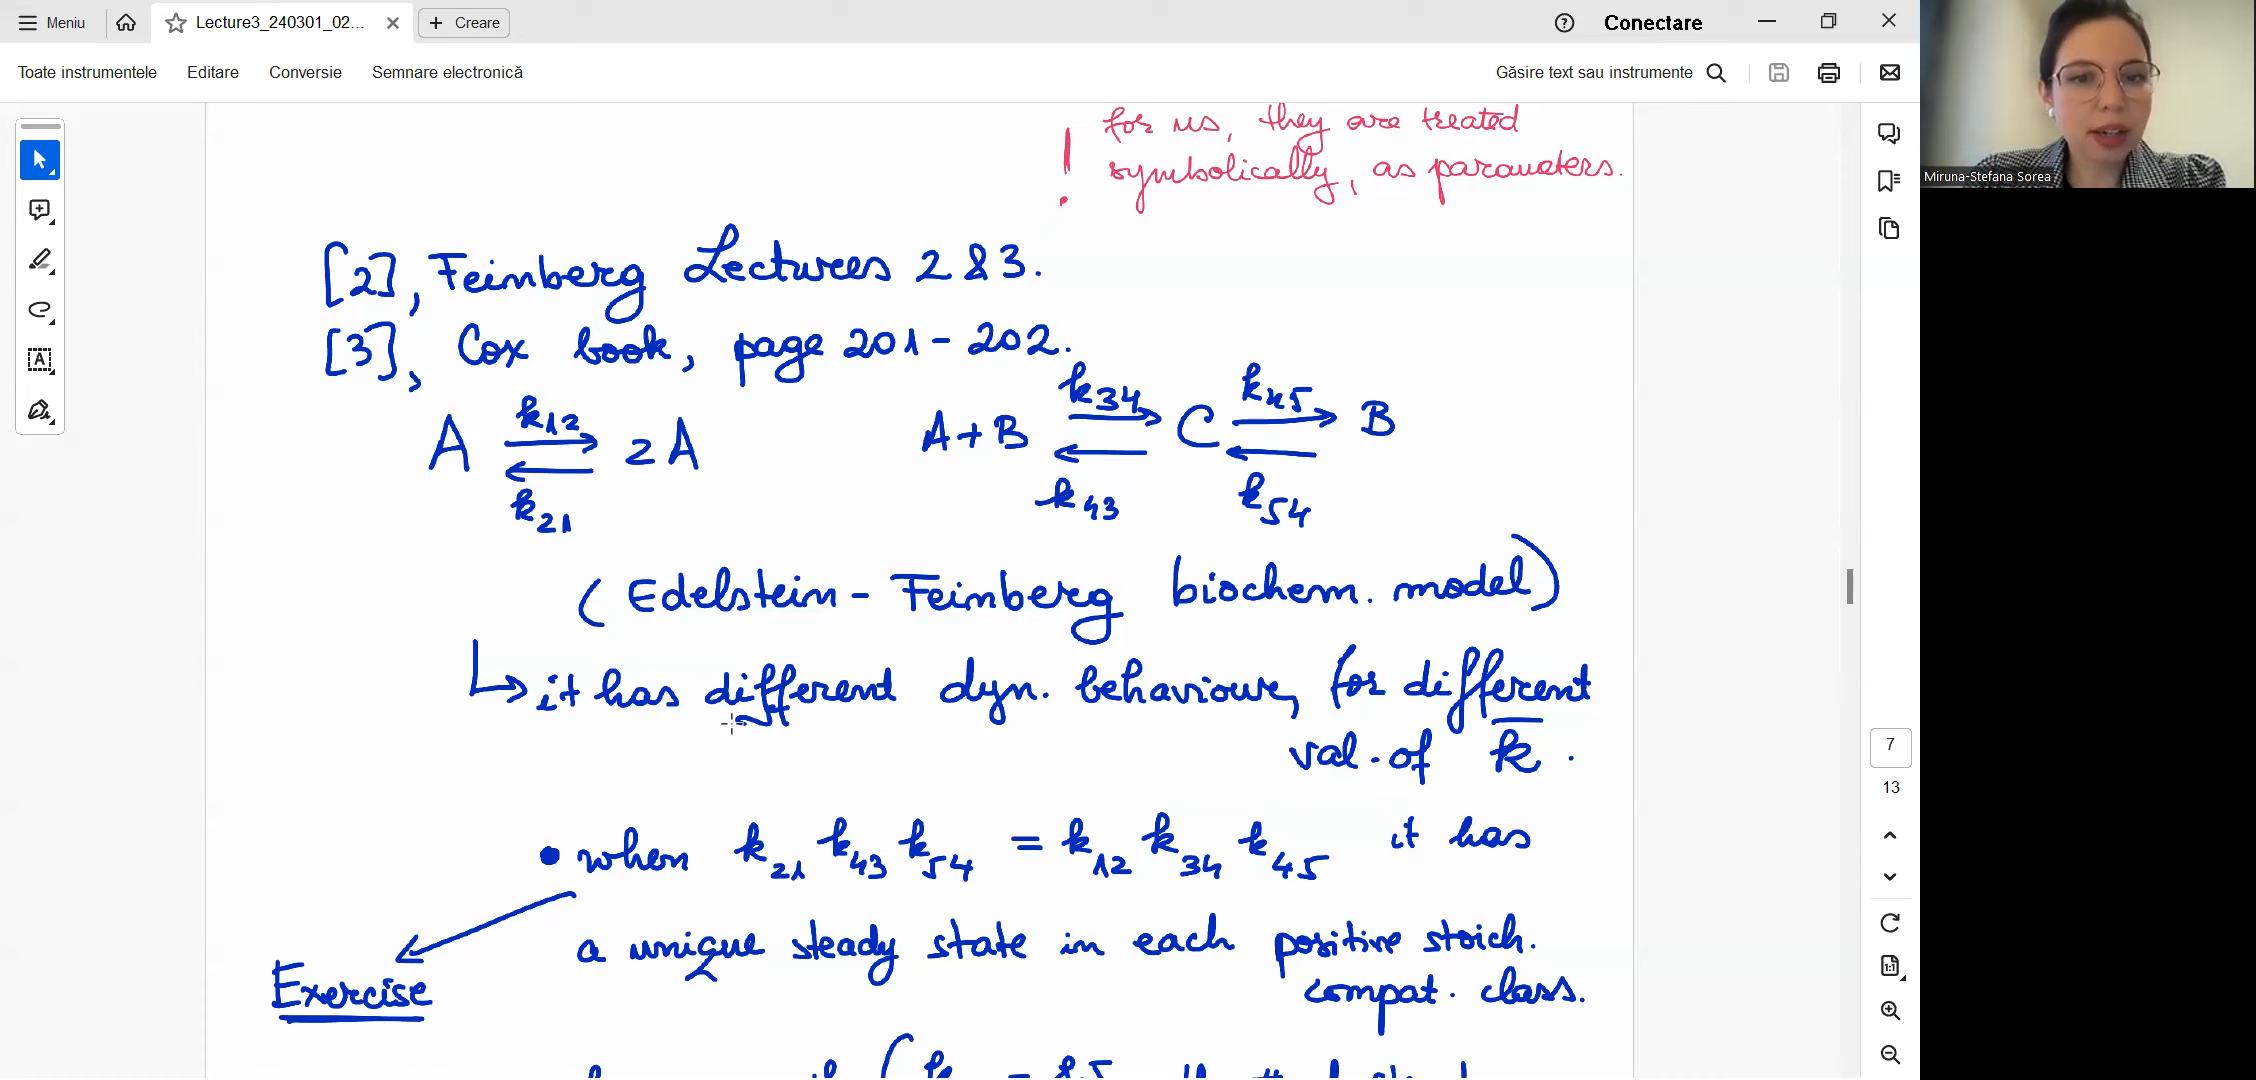 Meniu
Lecture3_240301_02...
Creare
Conectare
Toate instrumentele
Editare
Conversie
Semnare electronică
Găsire text sau instrumente
Miruna-Stefana Sorea
for us, they are treated
! symbolically, as parameters.
[2], Feinberg Lectures 2 & 3.
[3], Cox book, page 201 - 202.
k12 k34 k45
A ⇄ 2A A + B ⇄ C ⇄ B
k21 k43 k54
(Edelstein - Feinberg biochem. model)
↳ it has different dyn. behaviour, for different
val. of k̅.
• when k21 k43 k54 = k12 k34 k45 it has
a unique steady state in each positive stoich.
compat. class.
Exercise
7
13